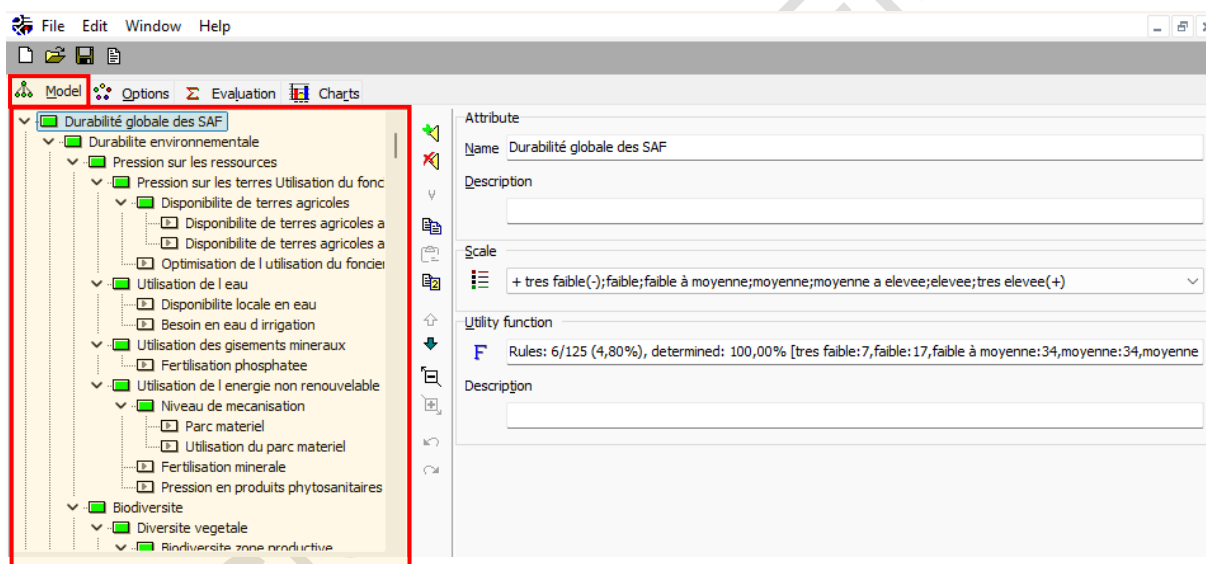 File Edit Window Help
Model Options Σ Evaluation Charts
Durabilité globale des SAF
Durabilite environnementale
Pression sur les ressources
Pression sur les terres Utilisation du fonc
Disponibilite de terres agricoles
Disponibilite de terres agricoles a
Disponibilite de terres agricoles a
Optimisation de l utilisation du foncier
Utilisation de l eau
Disponibilite locale en eau
Besoin en eau d irrigation
Utilisation des gisements mineraux
Fertilisation phosphatee
Utilisation de l energie non renouvelable
Niveau de mecanisation
Parc materiel
Utilisation du parc materiel
Fertilisation minerale
Pression en produits phytosanitaires
Biodiversite
Diversite vegetale
Biodiversite zone productive
Attribute
Name Durabilité globale des SAF
Description
Scale
+ tres faible(-);faible;faible à moyenne;moyenne;moyenne a elevee;elevee;tres elevee(+)
Utility function
F Rules: 6/125 (4,80%), determined: 100,00% [tres faible:7,faible:17,faible à moyenne:34,moyenne:34,moyenne
Description